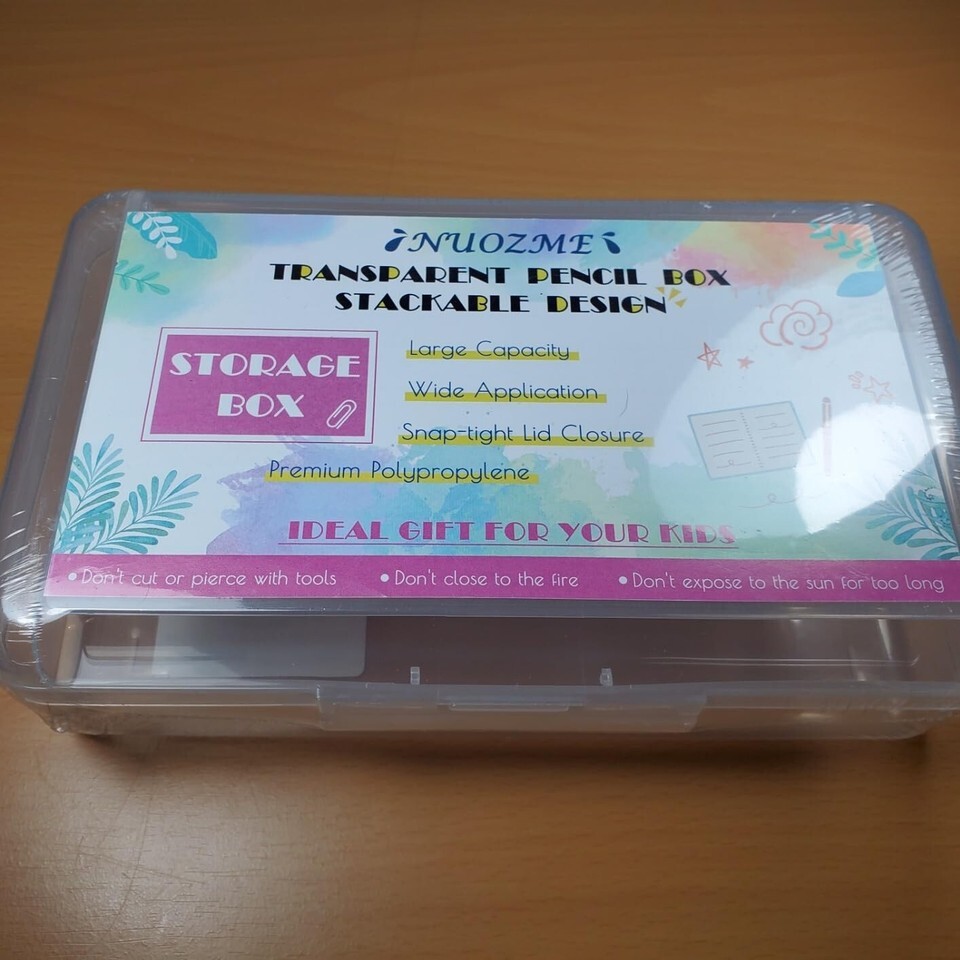 NUOZME
TRANSPARENT PENCIL BOX
STACKABLE DESIGN
STORAGE
BOX
Large Capacity
Wide Application
Snap-tight Lid Closure
Premium Polypropylene
IDEAL GIFT FOR YOUR KIDS
• Don't cut or pierce with tools • Don't close to the fire • Don't expose to the sun for too long